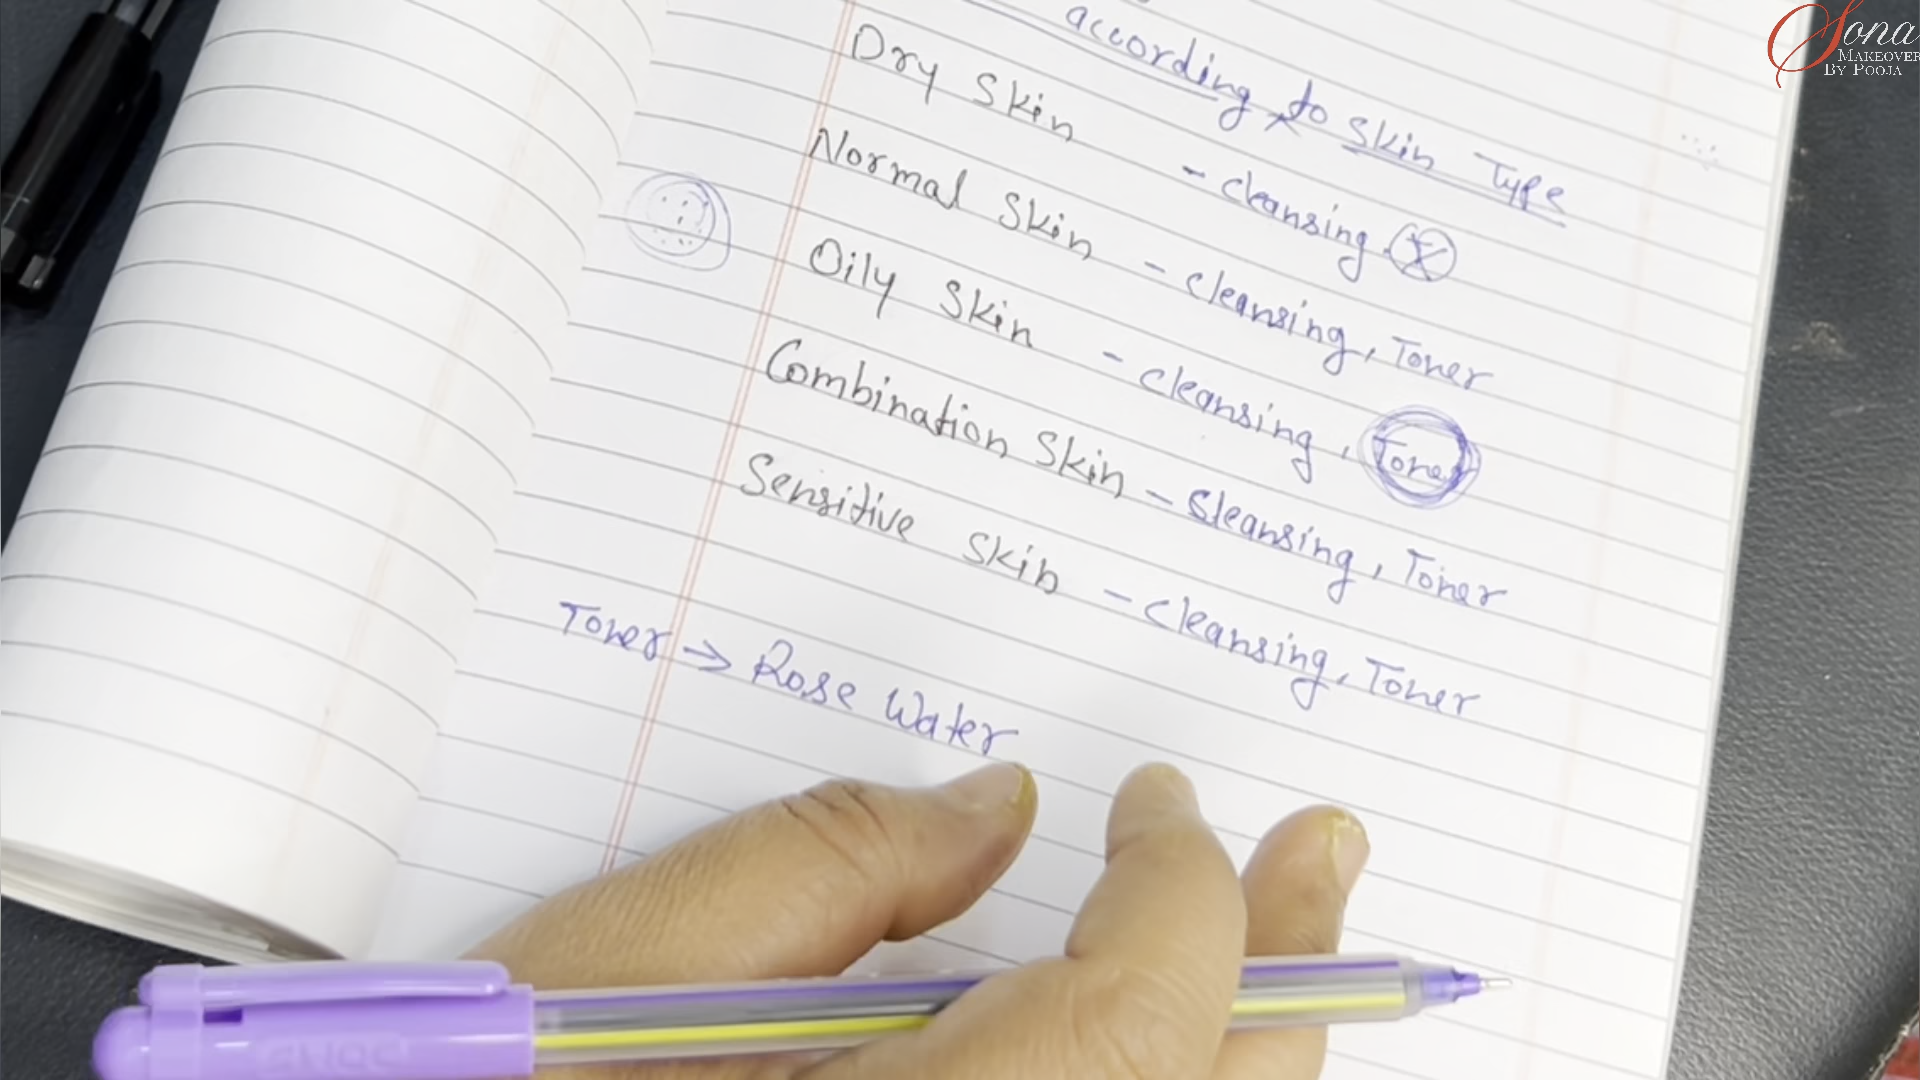 Sona
MAKEOVER
BY POOJA
according to Skin Type
Dry Skin - cleansing
Normal Skin - cleansing, Toner
Oily Skin - cleansing, Toner
Combination Skin - Sleansing, Toner
Sensitive Skin - cleansing, Toner
Toner → Rose Water